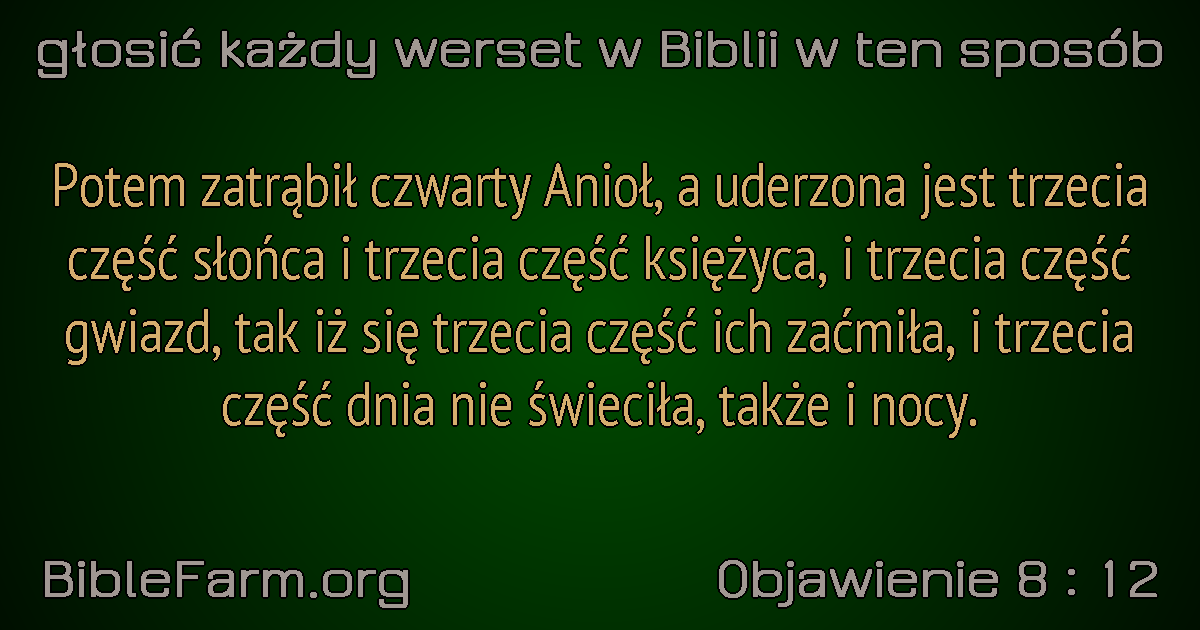 głosić każdy werset w Biblii w ten sposób
Potem zatrąbił czwarty Anioł, a uderzona jest trzecia
część słońca i trzecia część księżyca, i trzecia część
gwiazd, tak iż się trzecia część ich zaćmiła, i trzecia
część dnia nie świeciła, także i nocy.
BibleFarm.org
Objawienie 8 : 12